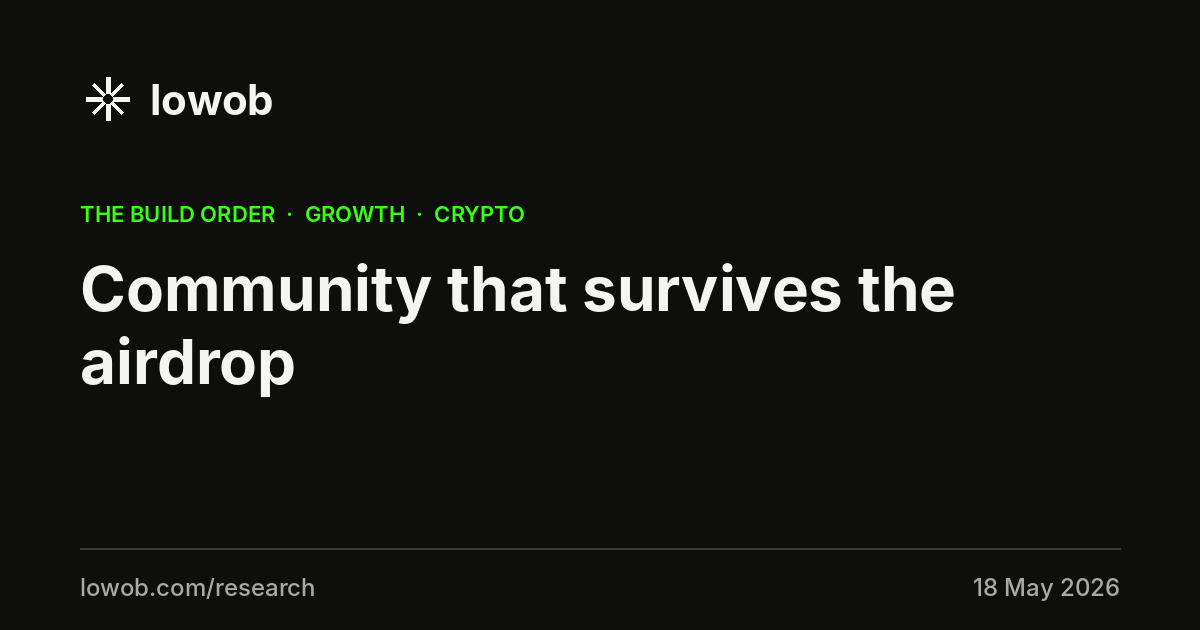 lowob
THE BUILD ORDER · GROWTH · CRYPTO
Community that survives the
airdrop
lowob.com/research
18 May 2026